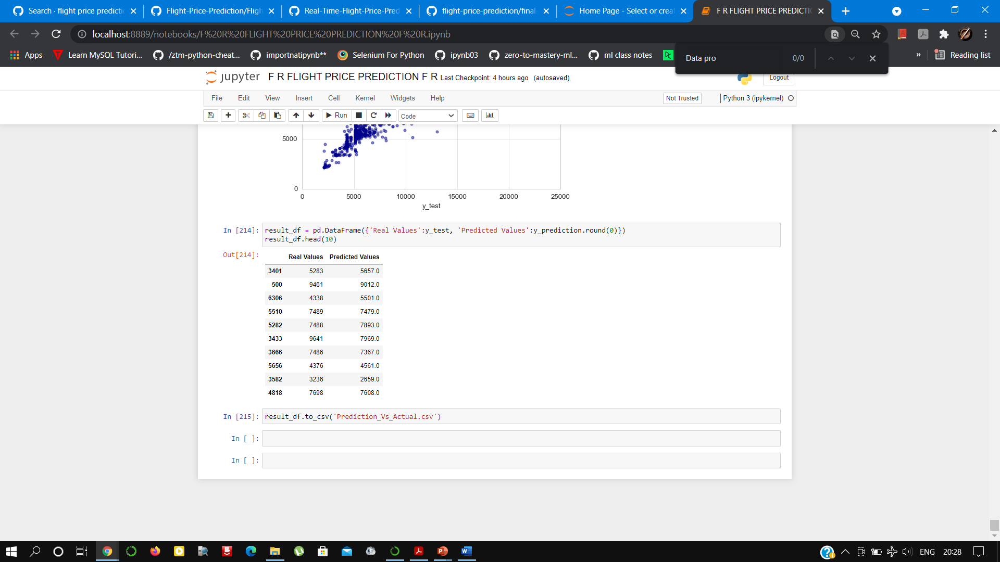 Search · flight price predictic
Flight-Price-Prediction/Fligh
Real-Time-Flight-Price-Pred
flight-price-prediction/final
Home Page - Select or creat
F R FLIGHT PRICE PREDICTIO
localhost:8889/notebooks/F%20R%20FLIGHT%20PRICE%20PREDICTION%20F%20R.ipynb
Apps
Learn MySQL Tutori...
/ztm-python-cheat...
importnatipynb**
Selenium For Python
ipynb03
zero-to-mastery-ml...
ml class notes
»
Reading list
Data pro
0/0
jupyter
F R FLIGHT PRICE PREDICTION F R Last Checkpoint: 4 hours ago (autosaved)
Logout
File Edit View Insert Cell Kernel Widgets Help
Not Trusted
Python 3 (ipykernel)
Run
Code
5000
0
0 5000 10000 15000 20000 25000
y_test
In [214]: result_df = pd.DataFrame({'Real Values':y_test, 'Predicted Values':y_prediction.round(0)})
result_df.head(10)
Out[214]:
Real Values Predicted Values
3401 5283 5657.0
500 9461 9012.0
6306 4338 5501.0
5510 7489 7479.0
5282 7488 7893.0
3433 9641 7969.0
3666 7486 7367.0
5656 4376 4561.0
3582 3236 2659.0
4818 7698 7608.0
In [215]: result_df.to_csv('Prediction_Vs_Actual.csv')
In [ ]:
In [ ]:
ENG 20:28